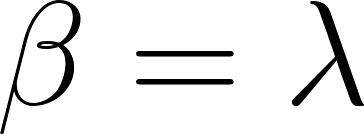 β = λ